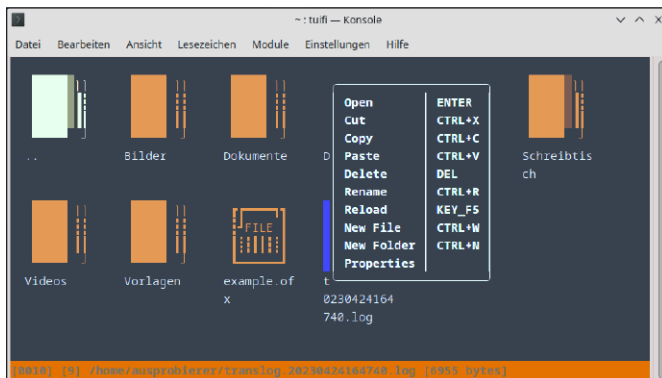 ~ : tuifi — Konsole
Datei Bearbeiten Ansicht Lesezeichen Module Einstellungen Hilfe
Open ENTER
Cut CTRL+X
Copy CTRL+C
Paste CTRL+V
Delete DEL
Rename CTRL+R
Reload KEY_F5
New File CTRL+W
New Folder CTRL+N
Properties
.. Bilder Dokumente D Schreibtis
ch
FILE
Videos Vorlagen example.of t
x 0230424164
740.log
[0010] [9] /home/ausprobierer/translog.20230424164740.log [6955 bytes]